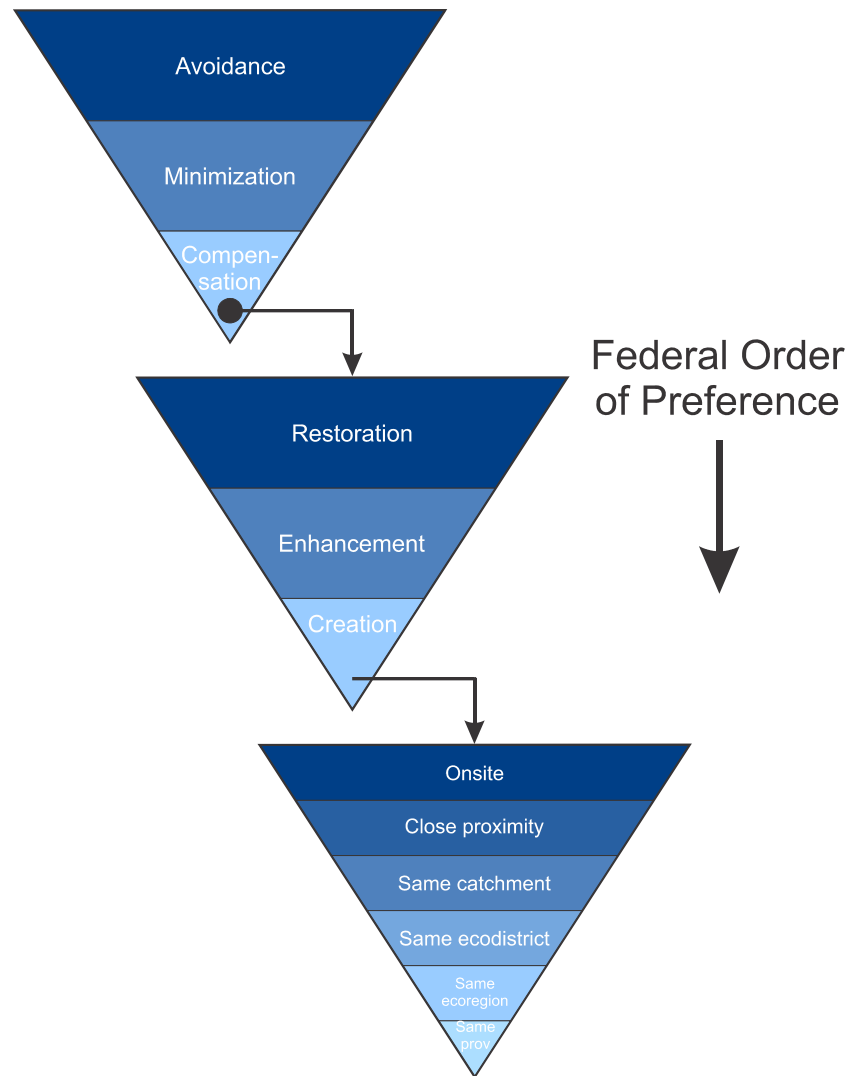 Avoidance
Minimization
Compen-
sation
Federal Order
of Preference
Restoration
Enhancement
Creation
Onsite
Close proximity
Same catchment
Same ecodistrict
Same
ecoregion
Same
prov